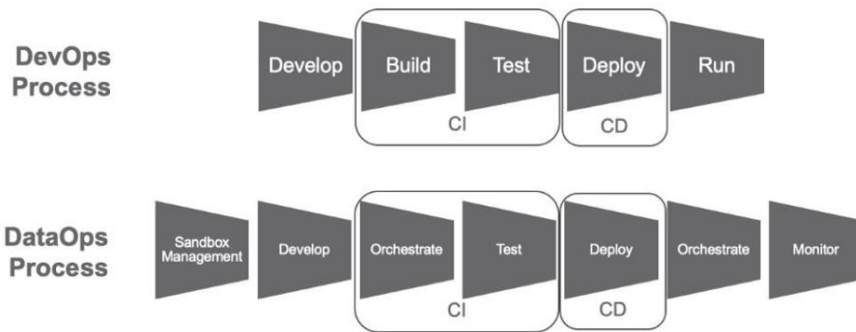 DevOps
Process
Develop
Build
Test
Deploy
Run
CI
CD
DataOps
Process
Sandbox
Management
Develop
Orchestrate
Test
Deploy
Orchestrate
Monitor
CI
CD